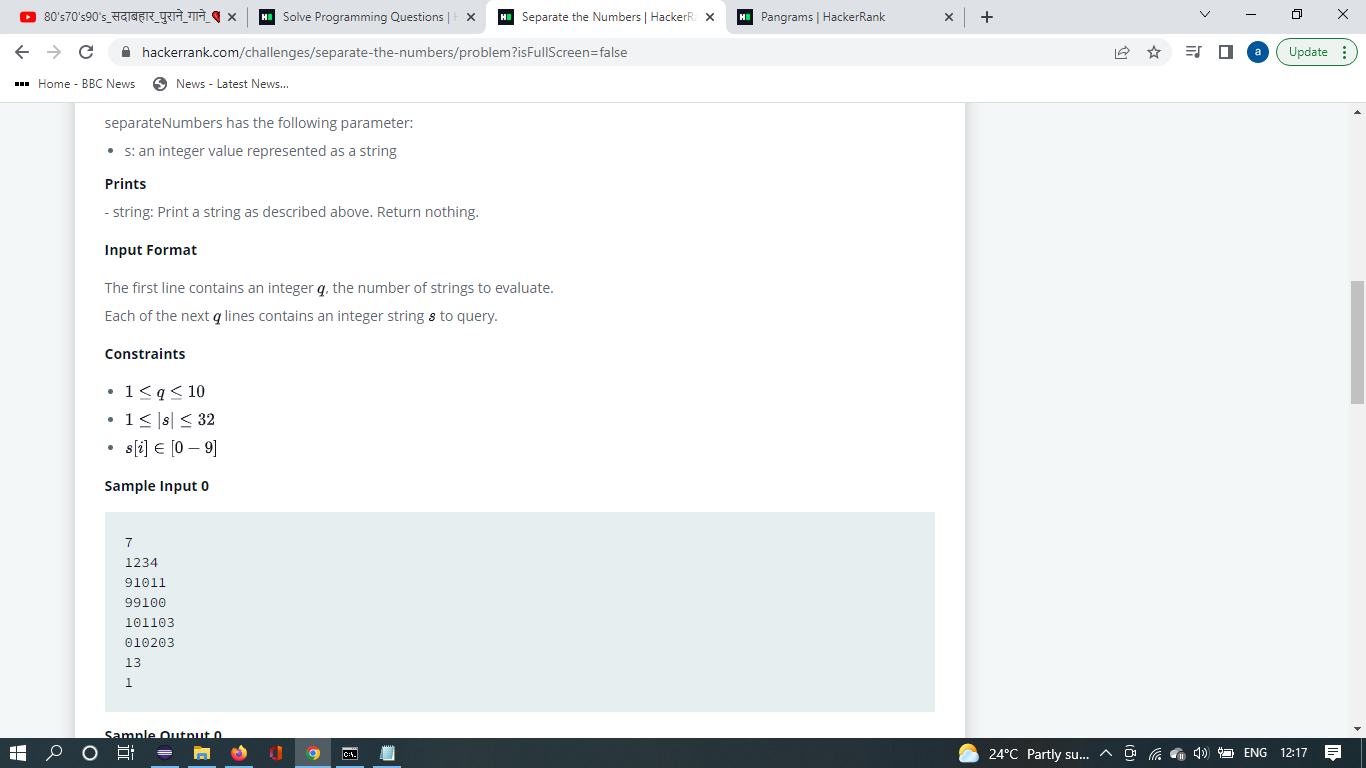 80's70's90's_सदाबहार_पुराने_गाने_
Solve Programming Questions |
Separate the Numbers | HackerR
Pangrams | HackerRank
hackerrank.com/challenges/separate-the-numbers/problem?isFullScreen=false
a
Update
Home - BBC News
News - Latest News...
separateNumbers has the following parameter:
• s: an integer value represented as a string
Prints
- string: Print a string as described above. Return nothing.
Input Format
The first line contains an integer q, the number of strings to evaluate.
Each of the next q lines contains an integer string s to query.
Constraints
• 1 ≤ q ≤ 10
• 1 ≤ |s| ≤ 32
• s[i] ∈ [0 − 9]
Sample Input 0
7
1234
91011
99100
101103
010203
13
1
Sample Output 0
24°C Partly su...
ENG
12:17